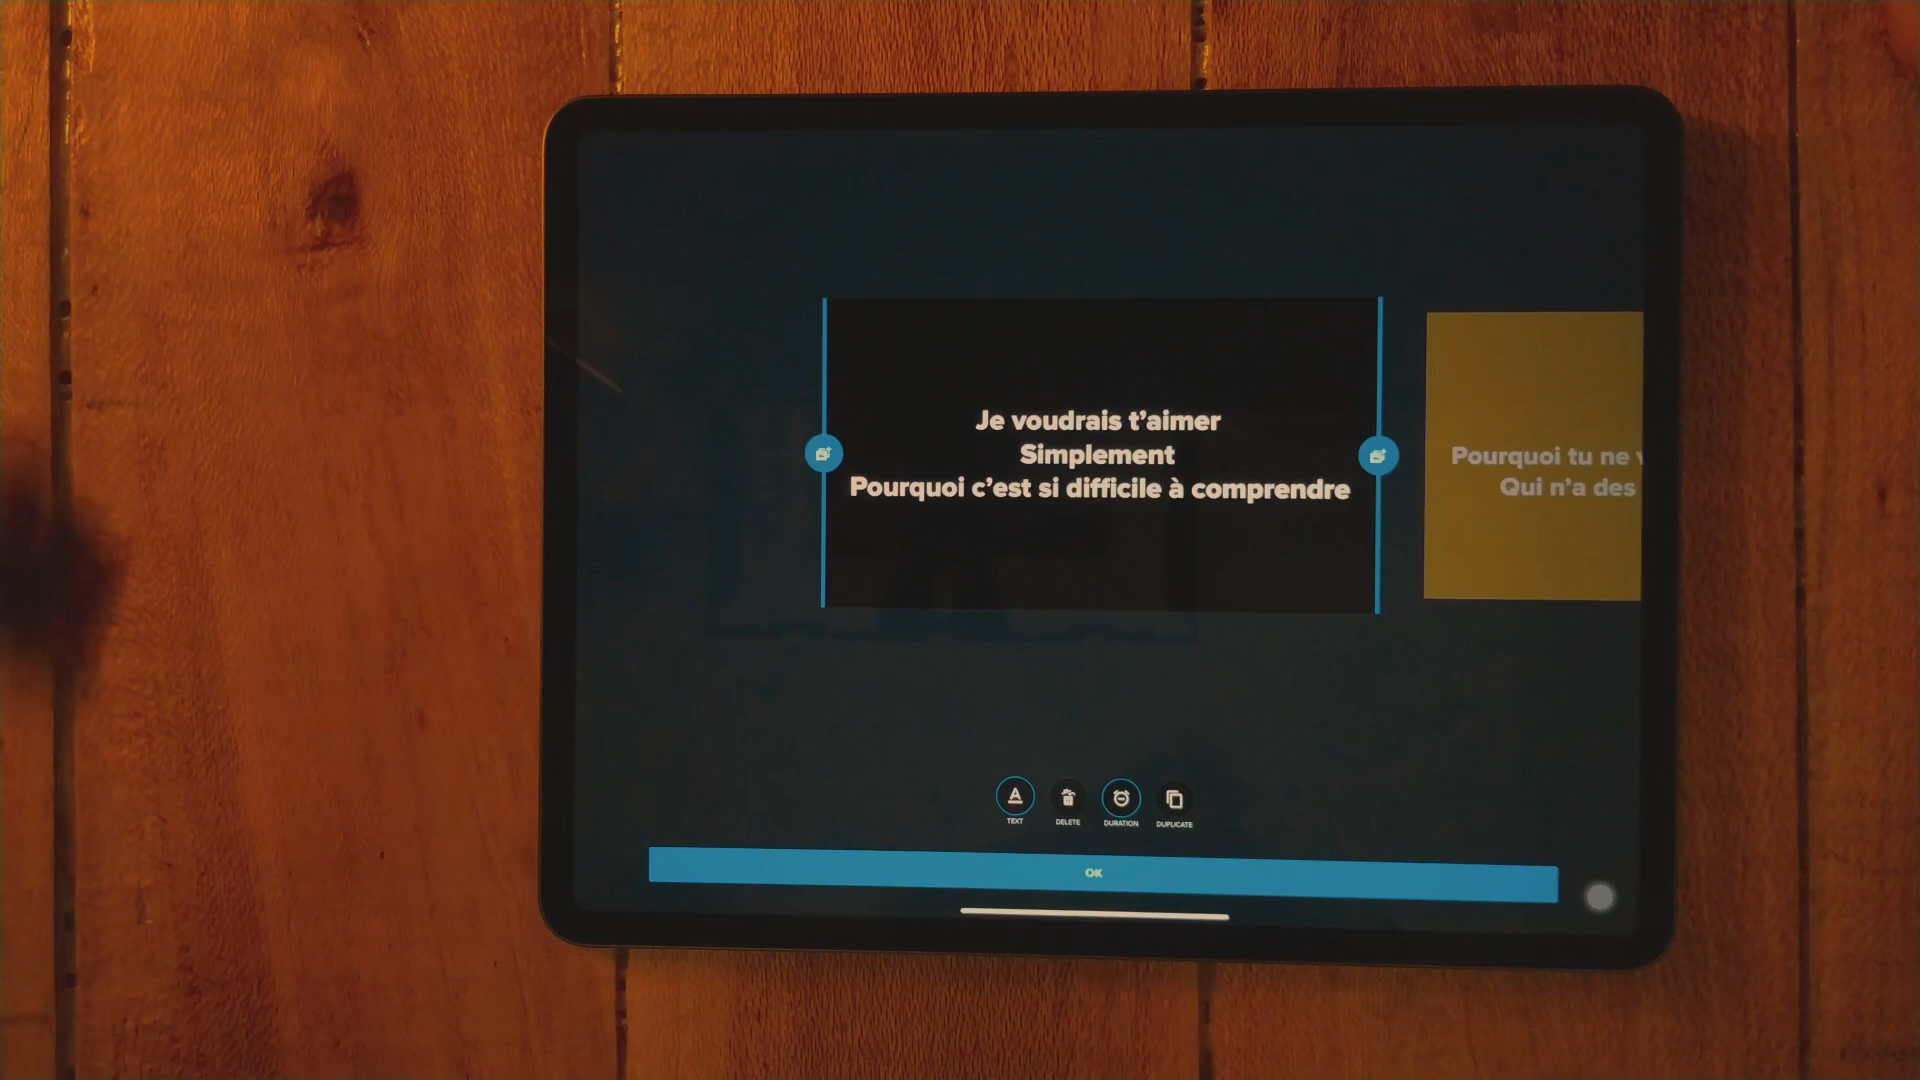 Je voudrais t’aimer
Simplement
Pourquoi c’est si difficile à comprendre
Pourquoi tu ne
Qui n’a des
TEXT
DELETE
DURATION
DUPLICATE
OK